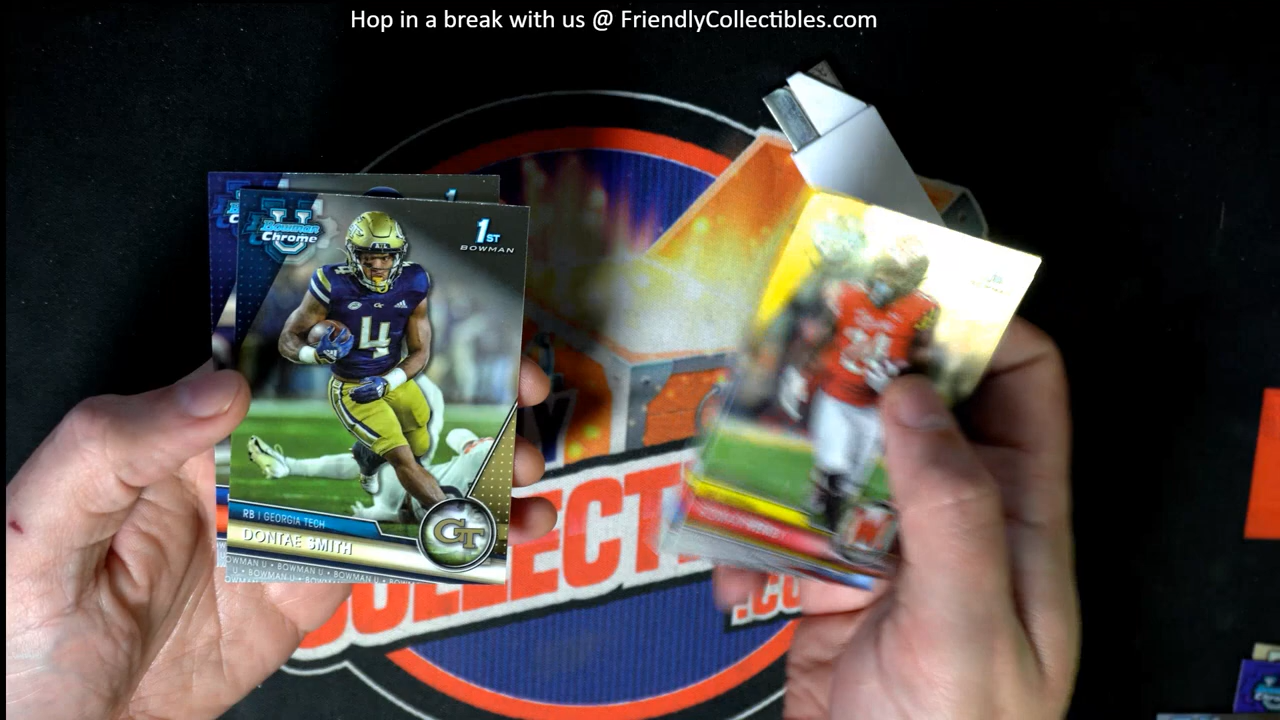 Hop in a break with us @ FriendlyCollectibles.com
U
Bowman
Chrome
1ST
BOWMAN
4
4
RB | GEORGIA TECH
DONTAE SMITH
GT
BOWMAN U • BOWMAN U • BOWMAN U • BOWMAN U
COLLECT
.CO